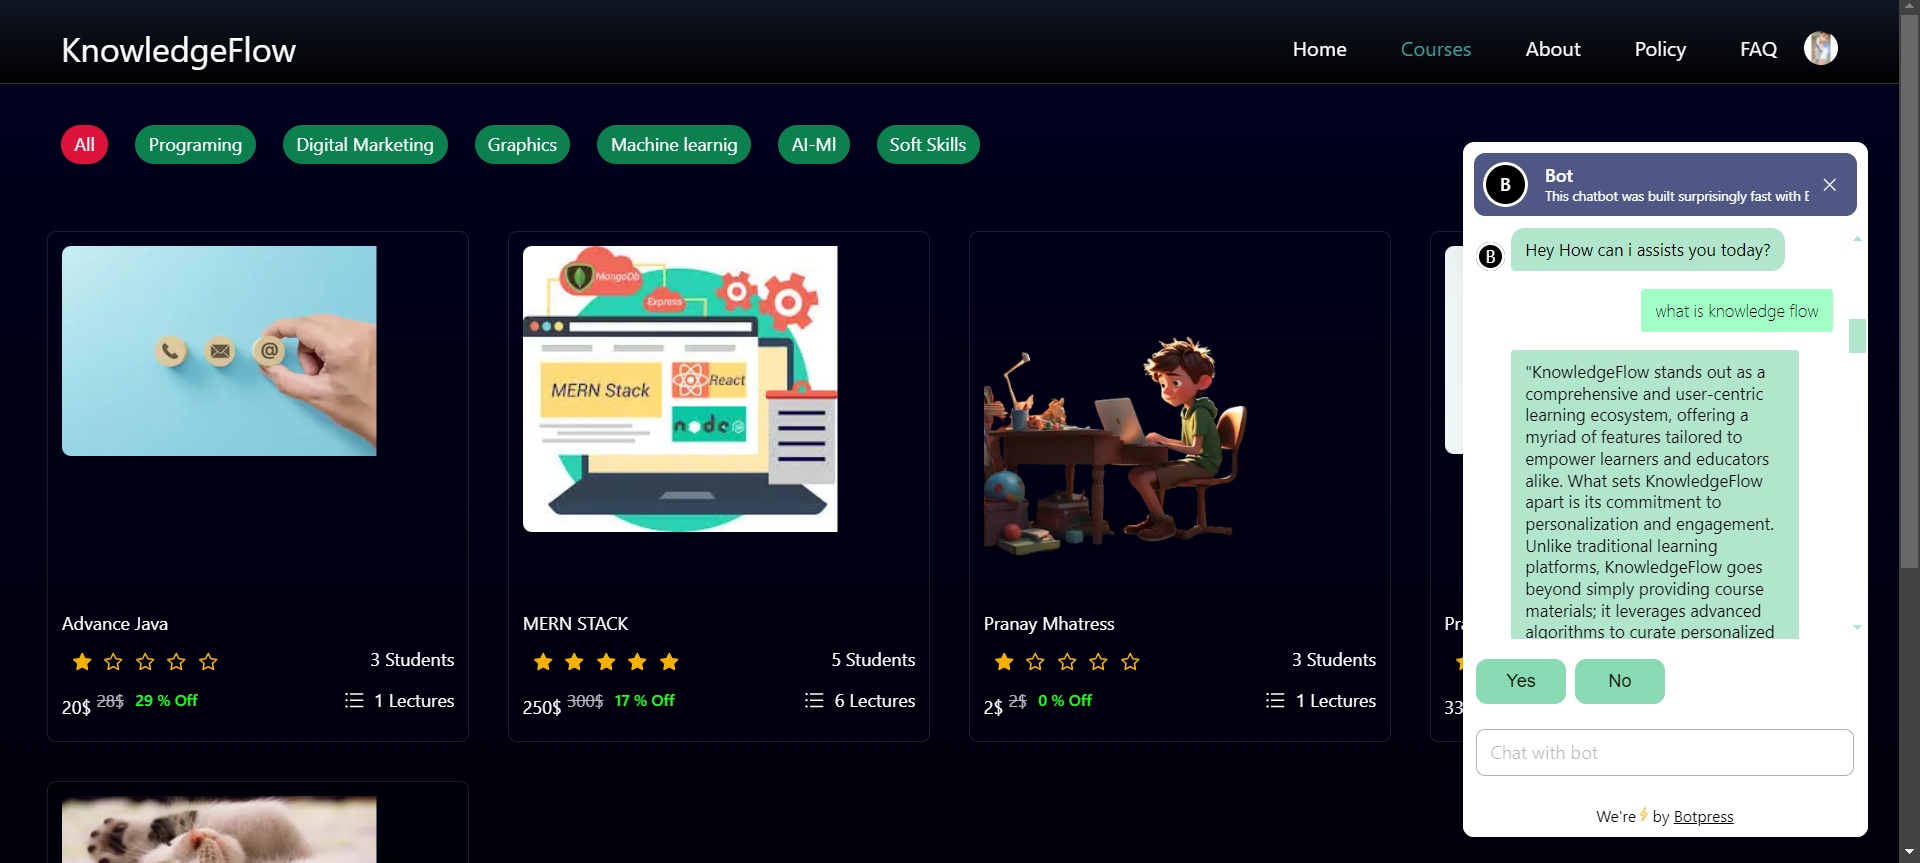 KnowledgeFlow
Home
Courses
About
Policy
FAQ
All
Programing
Digital Marketing
Graphics
Machine learnig
AI-Ml
Soft Skills
MongoDb
Express
MERN Stack
React
node
Advance Java
3 Students
20$ 28$ 29 % Off
1 Lectures
MERN STACK
5 Students
250$ 300$ 17 % Off
6 Lectures
Pranay Mhatress
3 Students
2$ 2$ 0 % Off
1 Lectures
B
Bot
This chatbot was built surprisingly fast with
B
Hey How can i assists you today?
what is knowledge flow
"KnowledgeFlow stands out as a
comprehensive and user-centric
learning ecosystem, offering a
myriad of features tailored to
empower learners and educators
alike. What sets KnowledgeFlow
apart is its commitment to
personalization and engagement.
Unlike traditional learning
platforms, KnowledgeFlow goes
beyond simply providing course
materials; it leverages advanced
algorithms to curate personalized
Yes
No
Chat with bot
We're⚡by Botpress